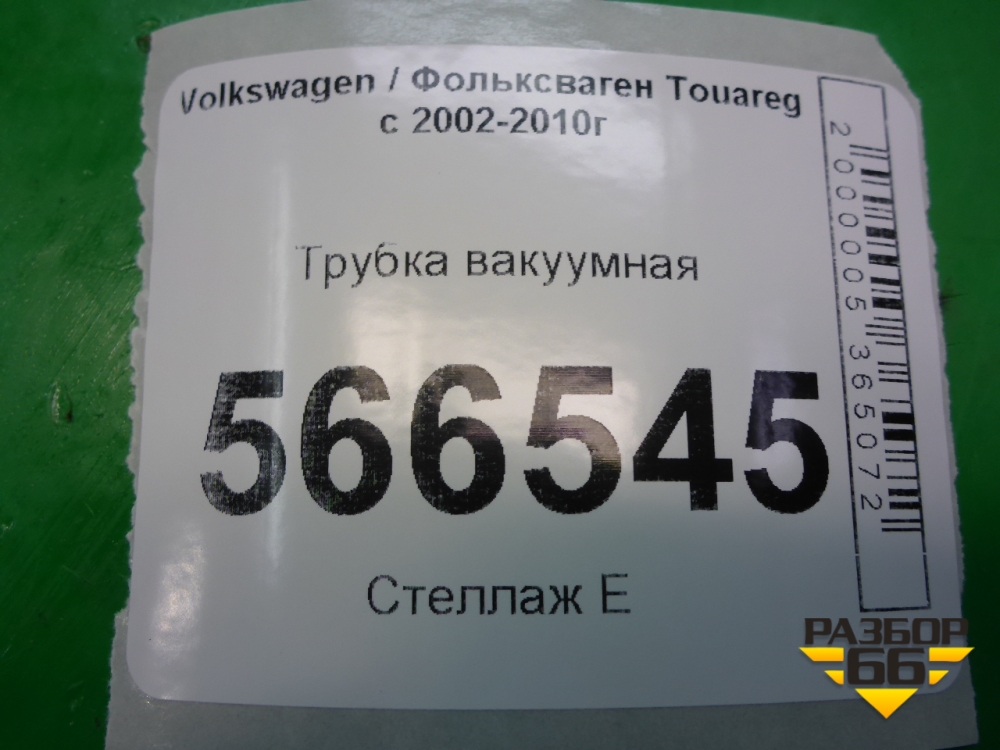 Volkswagen / Фольксваген Touareg
с 2002-2010г
Трубка вакуумная
566545
Стеллаж Е
2000005365072
РАЗБОР
66